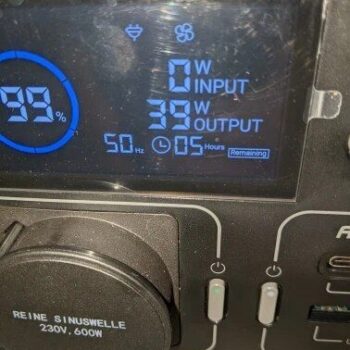 99%
0W
INPUT
39W
OUTPUT
50Hz 05Hours Remaining
REINE SINUSWELLE
230V, 600W